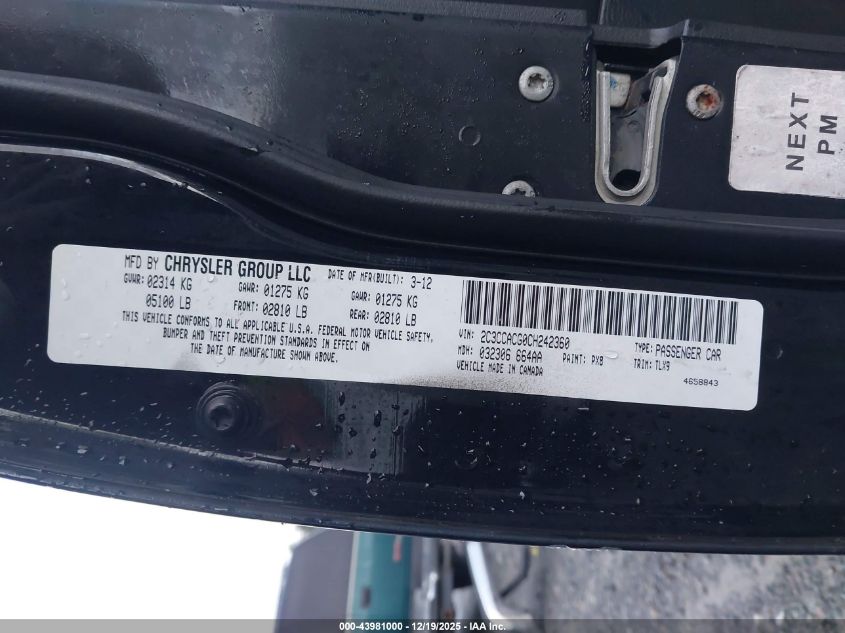 NEXT
PM
MFD BY CHRYSLER GROUP LLC DATE OF MFR(BUILT): 3-12
GVWR: 02314 KG GAWR: 01275 KG GAWR: 01275 KG
05100 LB FRONT: 02810 LB REAR: 02810 LB
THIS VEHICLE CONFORMS TO ALL APPLICABLE U.S.A. FEDERAL MOTOR VEHICLE SAFETY,
BUMPER AND THEFT PREVENTION STANDARDS IN EFFECT ON
THE DATE OF MANUFACTURE SHOWN ABOVE.
VIN: 2C3CCACG0CH242360 TYPE: PASSENGER CAR
MDH: 032306 664AA PAINT: PX8 TRIM: TLX9
VEHICLE MADE IN CANADA
4658843
000-43981000 - 12/19/2025 - IAA Inc.